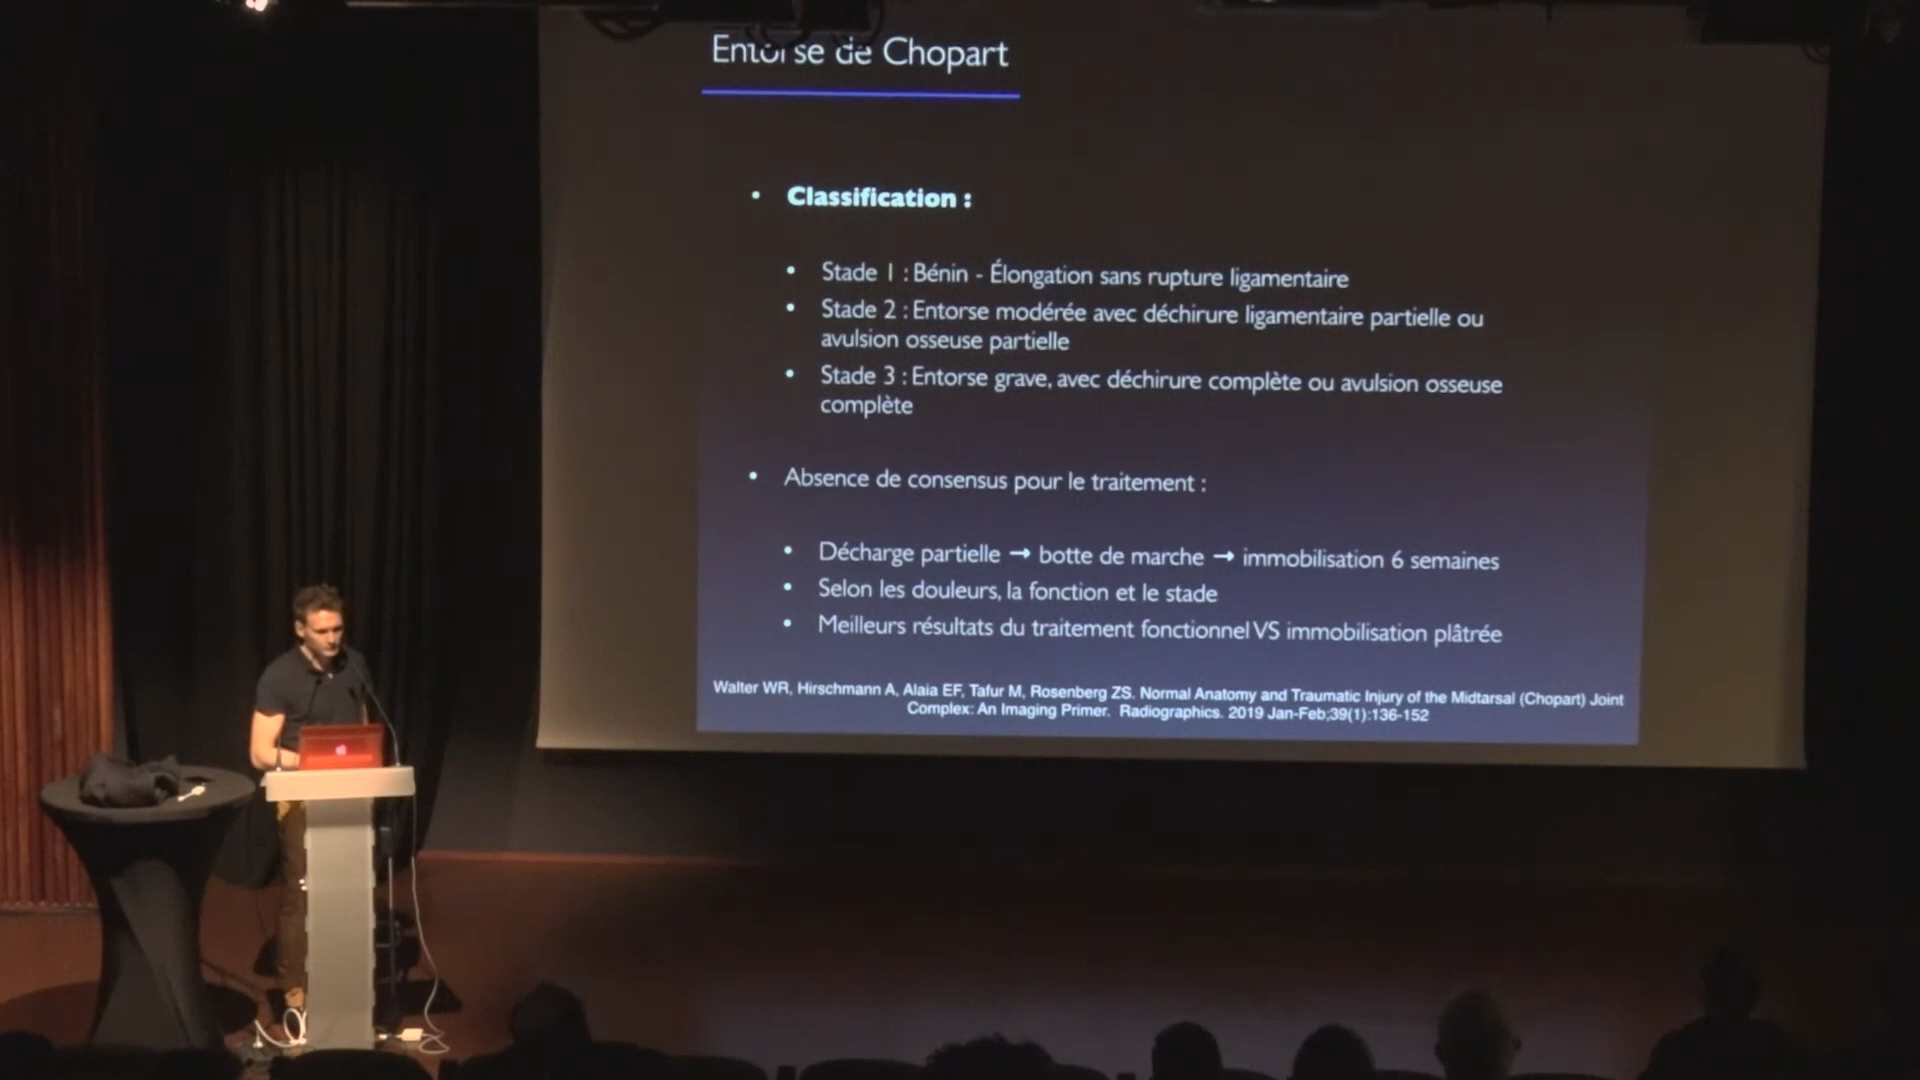 Entorse de Chopart
• Classification :
• Stade 1 : Bénin - Élongation sans rupture ligamentaire
• Stade 2 : Entorse modérée avec déchirure ligamentaire partielle ou
avulsion osseuse partielle
• Stade 3 : Entorse grave, avec déchirure complète ou avulsion osseuse
complète
• Absence de consensus pour le traitement :
• Décharge partielle → botte de marche → immobilisation 6 semaines
• Selon les douleurs, la fonction et le stade
• Meilleurs résultats du traitement fonctionnel VS immobilisation plâtrée
Walter WR, Hirschmann A, Alaia EF, Tafur M, Rosenberg ZS. Normal Anatomy and Traumatic Injury of the Midtarsal (Chopart) Joint
Complex: An Imaging Primer. Radiographics. 2019 Jan-Feb;39(1):136-152